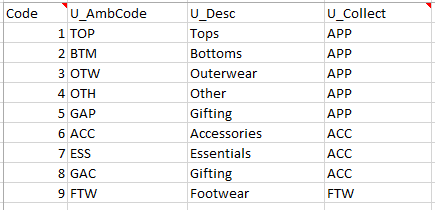 Code U_AmbCode U_Desc U_Collect
1 TOP Tops APP
2 BTM Bottoms APP
3 OTW Outerwear APP
4 OTH Other APP
5 GAP Gifting APP
6 ACC Accessories ACC
7 ESS Essentials ACC
8 GAC Gifting ACC
9 FTW Footwear FTW